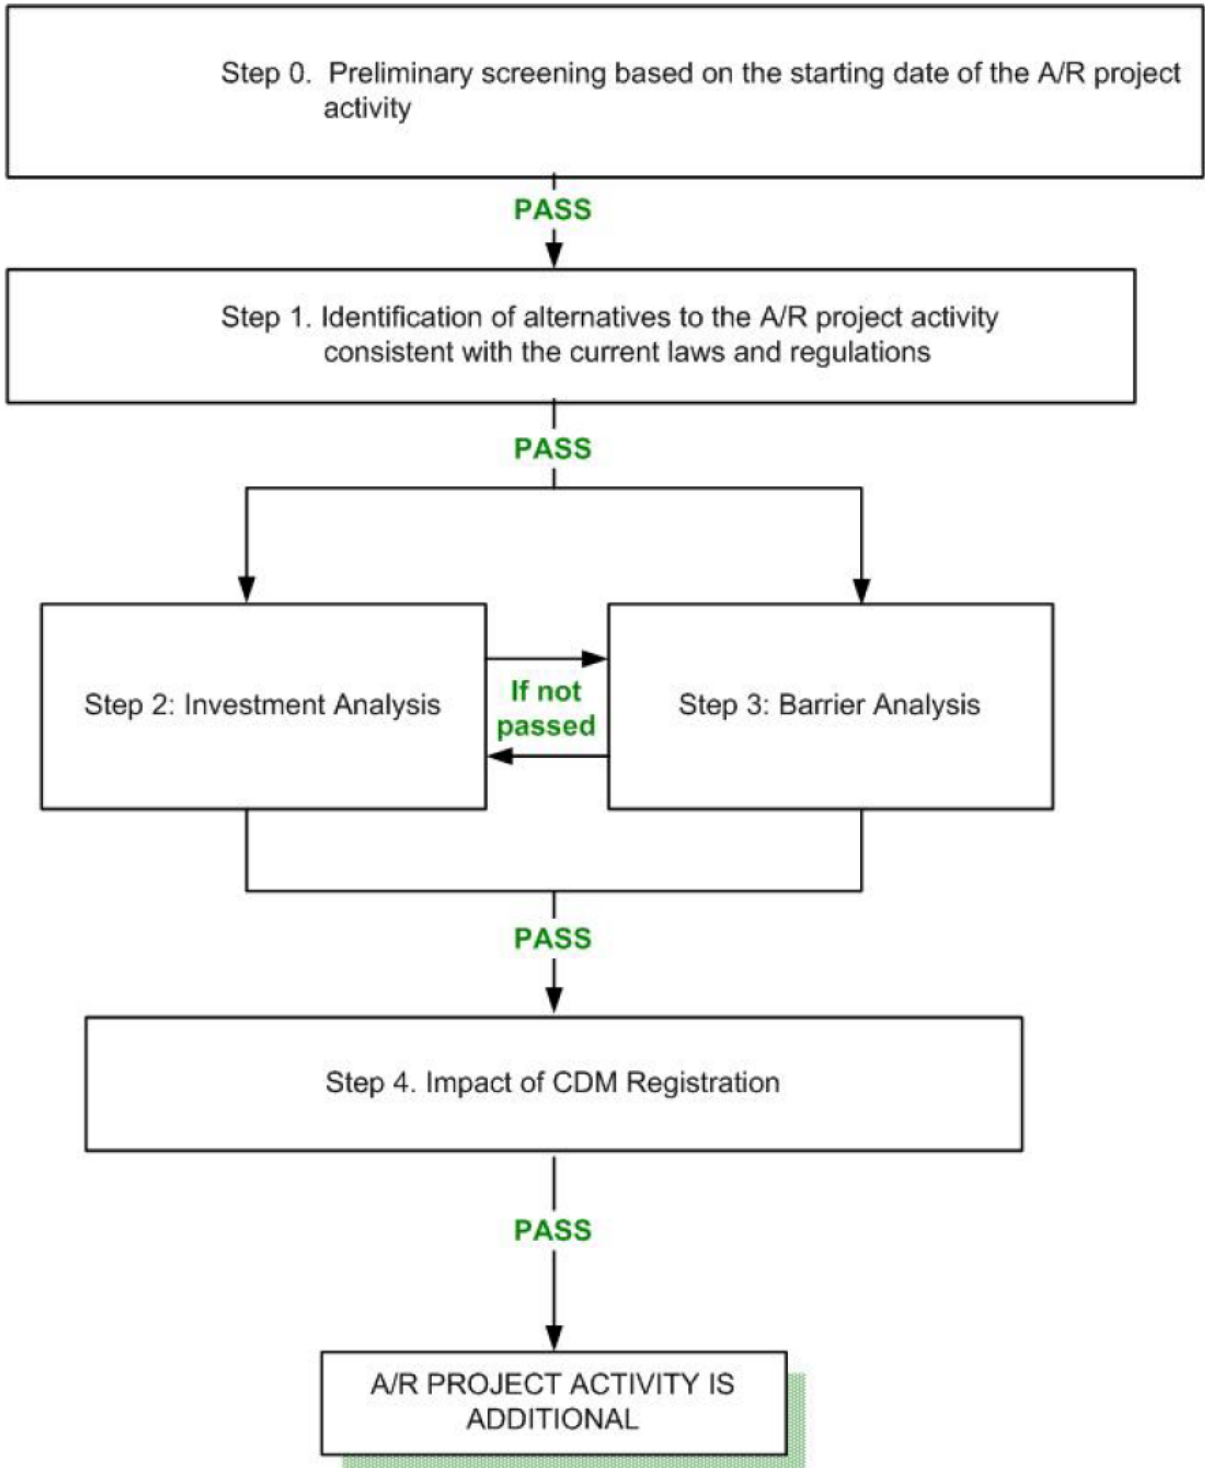 Step 0.  Preliminary screening based on the starting date of the A/R project
activity
PASS
Step 1. Identification of alternatives to the A/R project activity
consistent with the current laws and regulations
PASS
Step 2: Investment Analysis
If not
passed
Step 3: Barrier Analysis
PASS
Step 4. Impact of CDM Registration
PASS
A/R PROJECT ACTIVITY IS
ADDITIONAL